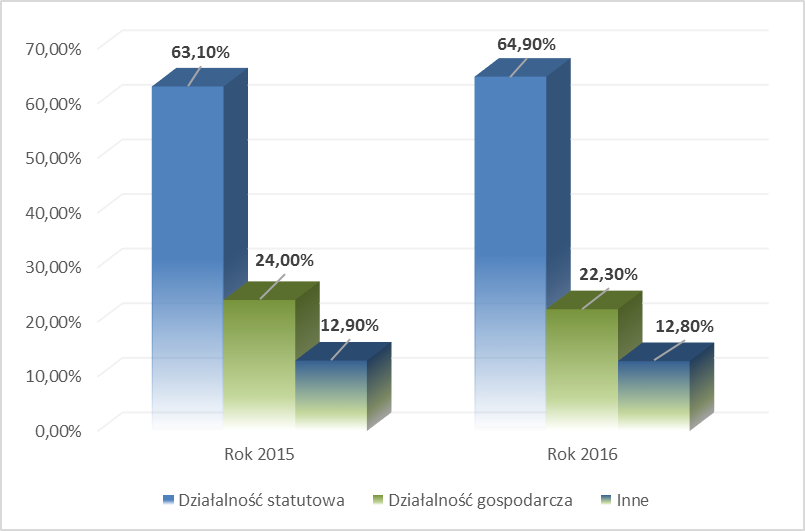 70,00%
60,00%
50,00%
40,00%
30,00%
20,00%
10,00%
0,00%
63,10%
24,00%
12,90%
64,90%
22,30%
12,80%
Rok 2015
Rok 2016
Działalność statutowa
Działalność gospodarcza
Inne